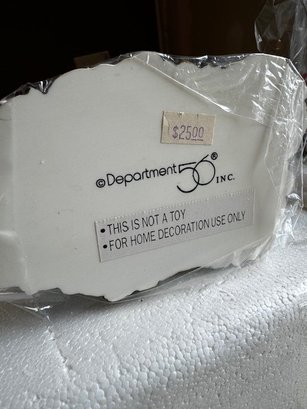 $25.00
©Department 56® INC.
• THIS IS NOT A TOY
• FOR HOME DECORATION USE ONLY